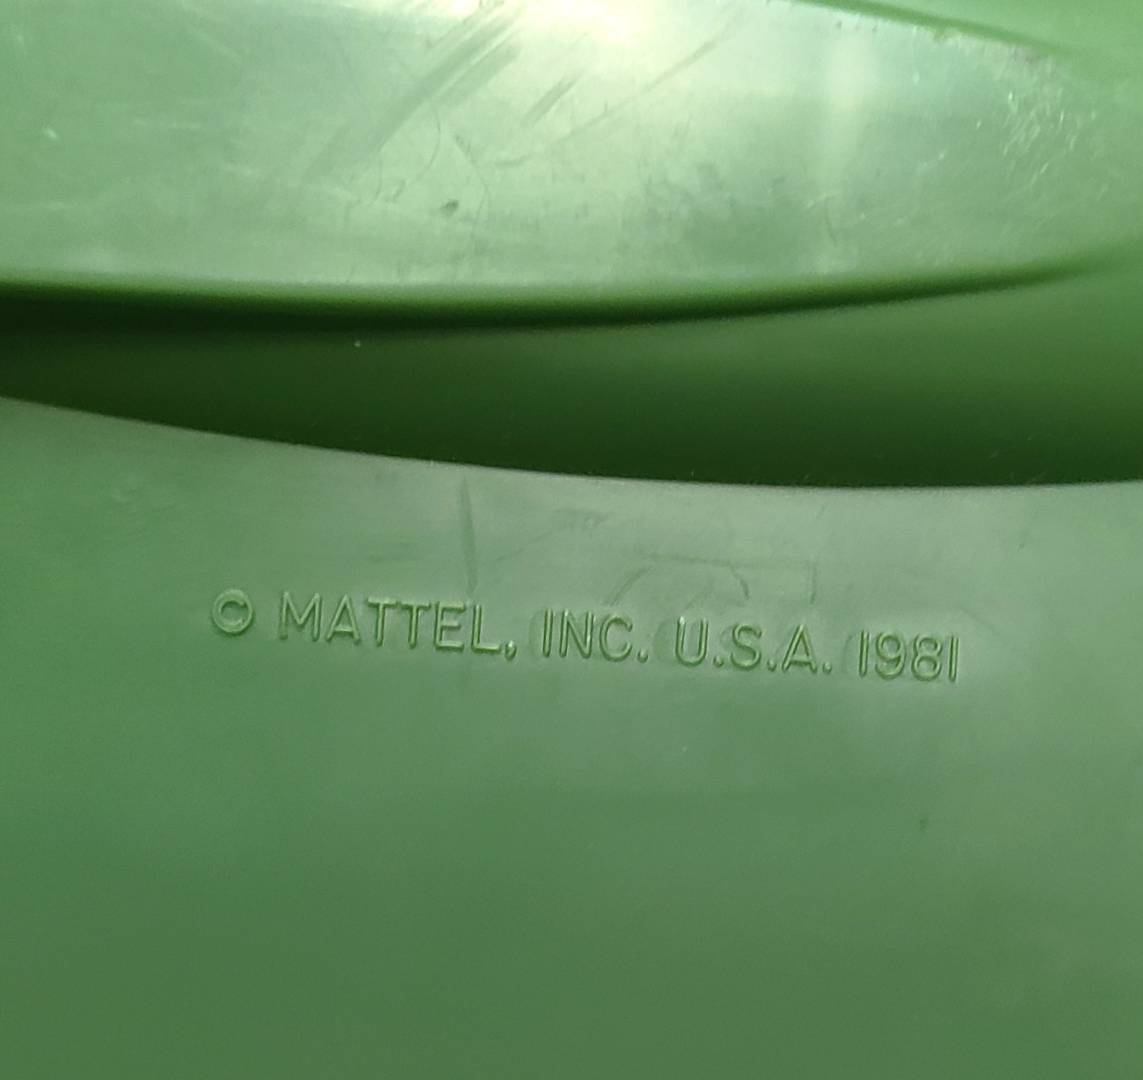 © MATTEL, INC. U.S.A. 1981